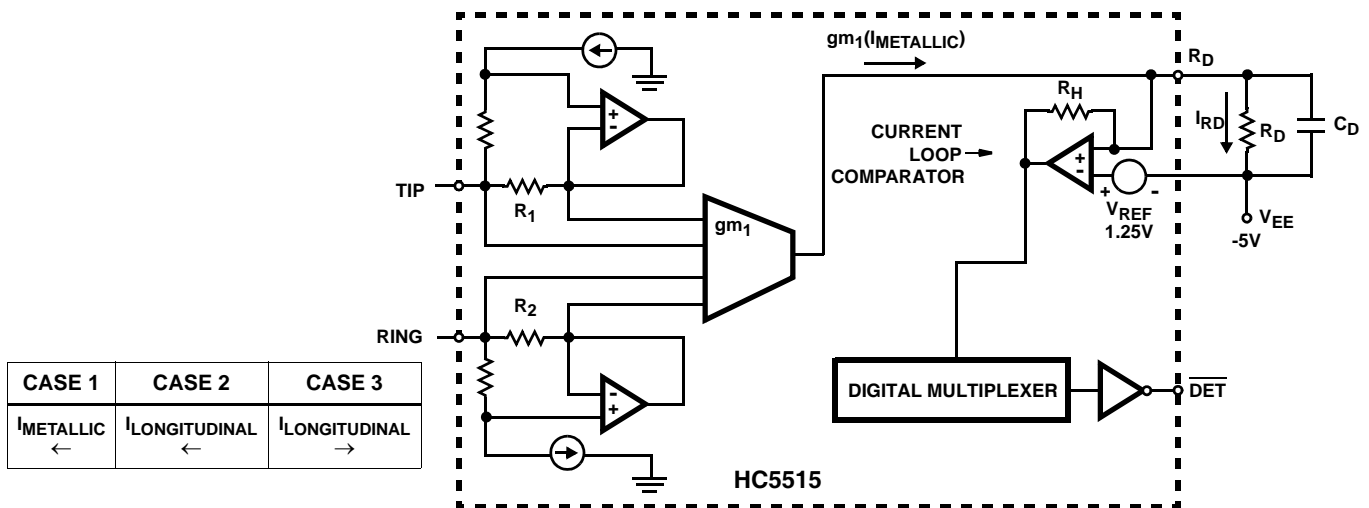 gm1(IMETALLIC)
RD
RH
+
-
CURRENT
LOOP
COMPARATOR
IRD
RD
CD
+
-
TIP
R1
+
-
VREF
1.25V
VEE
-5V
gm1
R2
RING
-
+
CASE 1 CASE 2 CASE 3
IMETALLIC ILONGITUDINAL ILONGITUDINAL
← ← →
DIGITAL MULTIPLEXER
DET
HC5515